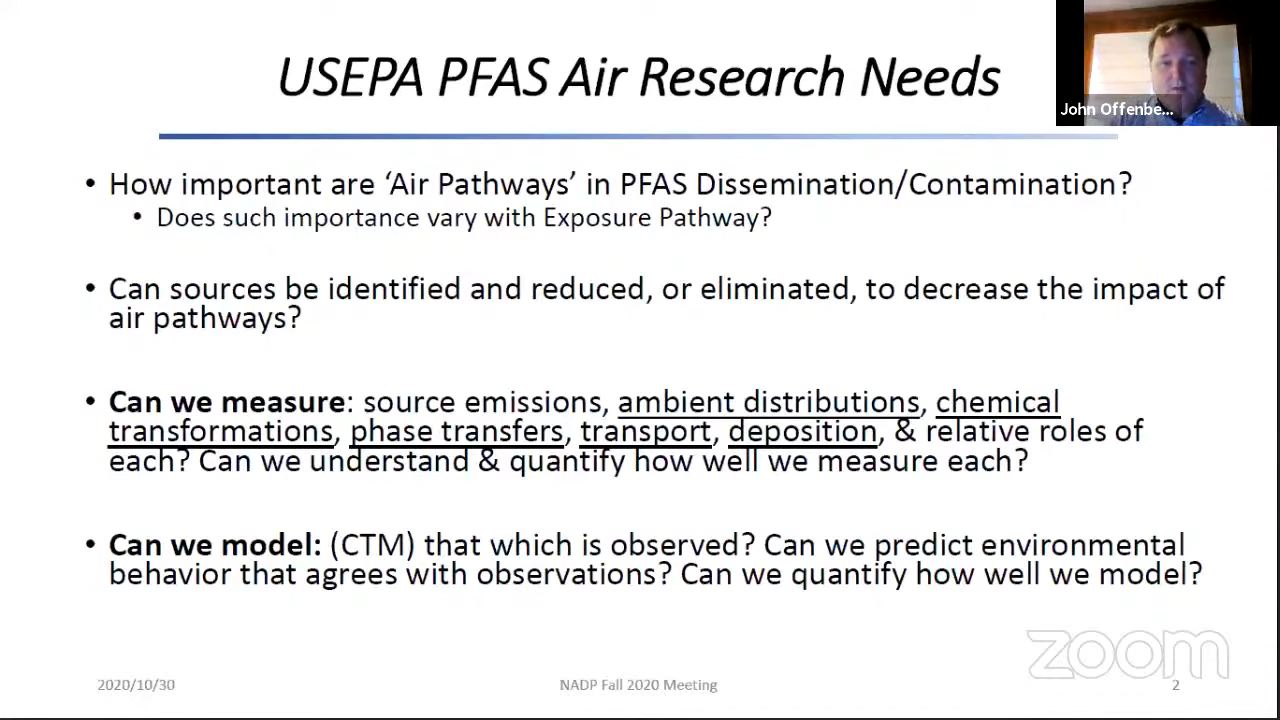 USEPA PFAS Air Research Needs
John Offenbe...
• How important are ‘Air Pathways’ in PFAS Dissemination/Contamination?
• Does such importance vary with Exposure Pathway?
• Can sources be identified and reduced, or eliminated, to decrease the impact of
air pathways?
• Can we measure: source emissions, ambient distributions, chemical
transformations, phase transfers, transport, deposition, & relative roles of
each? Can we understand & quantify how well we measure each?
• Can we model: (CTM) that which is observed? Can we predict environmental
behavior that agrees with observations? Can we quantify how well we model?
zoom
2020/10/30
NADP Fall 2020 Meeting
2